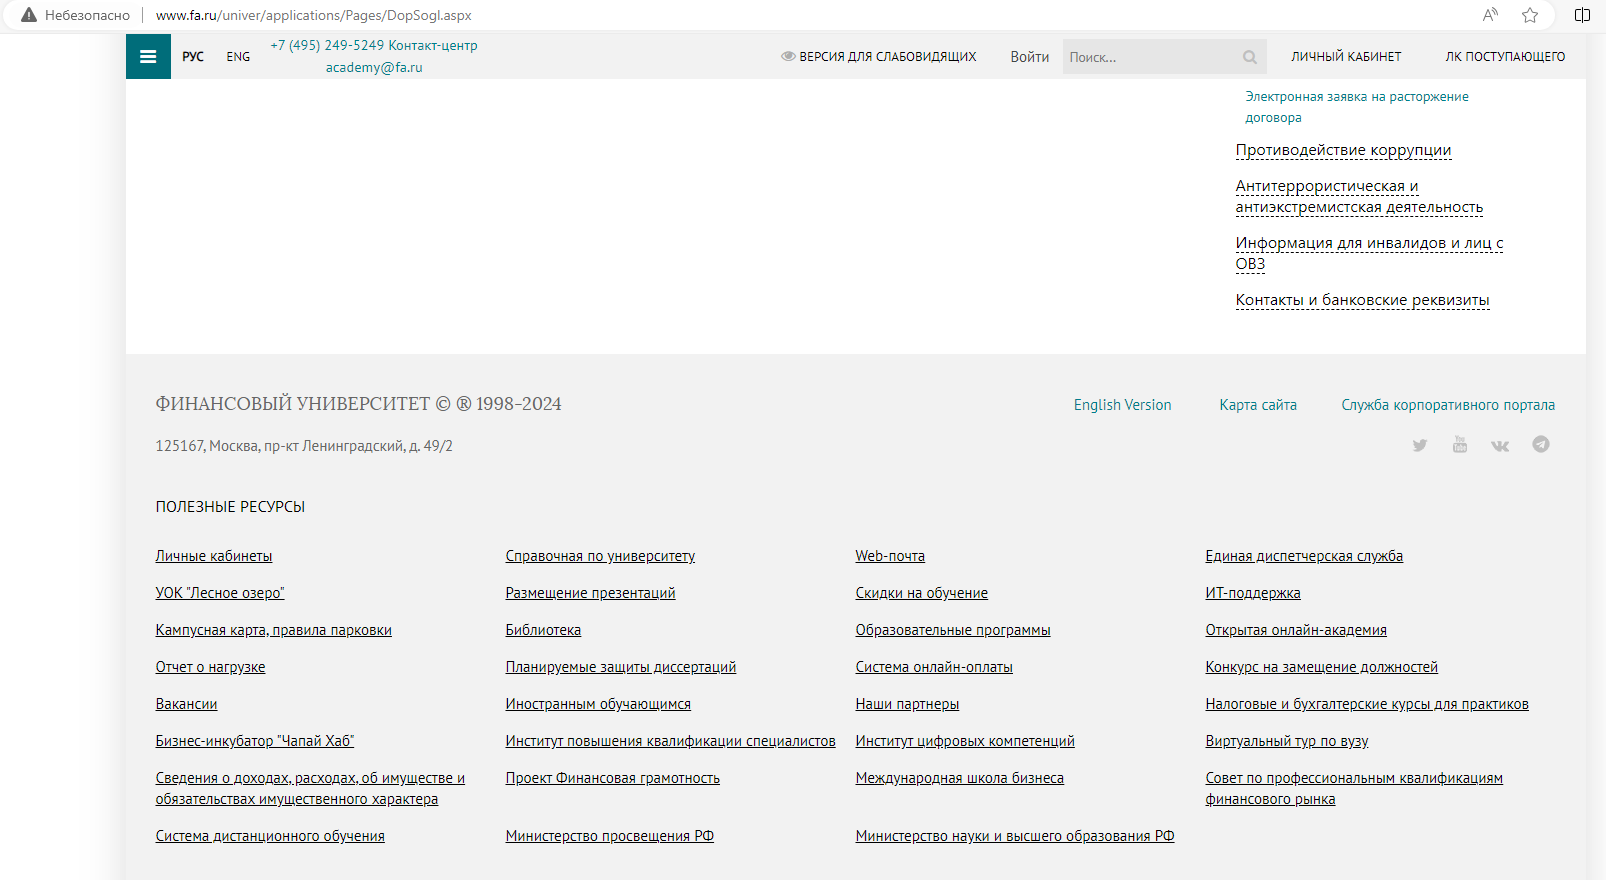 Небезопасно www.fa.ru/univer/applications/Pages/DopSogl.aspx
РУС ENG +7 (495) 249-5249 Контакт-центр
academy@fa.ru
ВЕРСИЯ ДЛЯ СЛАБОВИДЯЩИХ Войти Поиск... ЛИЧНЫЙ КАБИНЕТ ЛК ПОСТУПАЮЩЕГО
Электронная заявка на расторжение
договора
Противодействие коррупции
Антитеррористическая и
антиэкстремистская деятельность
Информация для инвалидов и лиц с
ОВЗ
Контакты и банковские реквизиты
ФИНАНСОВЫЙ УНИВЕРСИТЕТ © ® 1998-2024
English Version Карта сайта Служба корпоративного портала
125167, Москва, пр-кт Ленинградский, д. 49/2
ПОЛЕЗНЫЕ РЕСУРСЫ
Личные кабинеты Справочная по университету Web-почта Единая диспетчерская служба
УОК "Лесное озеро" Размещение презентаций Скидки на обучение ИТ-поддержка
Кампусная карта, правила парковки Библиотека Образовательные программы Открытая онлайн-академия
Отчет о нагрузке Планируемые защиты диссертаций Система онлайн-оплаты Конкурс на замещение должностей
Вакансии Иностранным обучающимся Наши партнеры Налоговые и бухгалтерские курсы для практиков
Бизнес-инкубатор "Чапай Хаб" Институт повышения квалификации специалистов Институт цифровых компетенций Виртуальный тур по вузу
Сведения о доходах, расходах, об имуществе и Проект Финансовая грамотность Международная школа бизнеса Совет по профессиональным квалификациям
обязательствах имущественного характера финансового рынка
Система дистанционного обучения Министерство просвещения РФ Министерство науки и высшего образования РФ